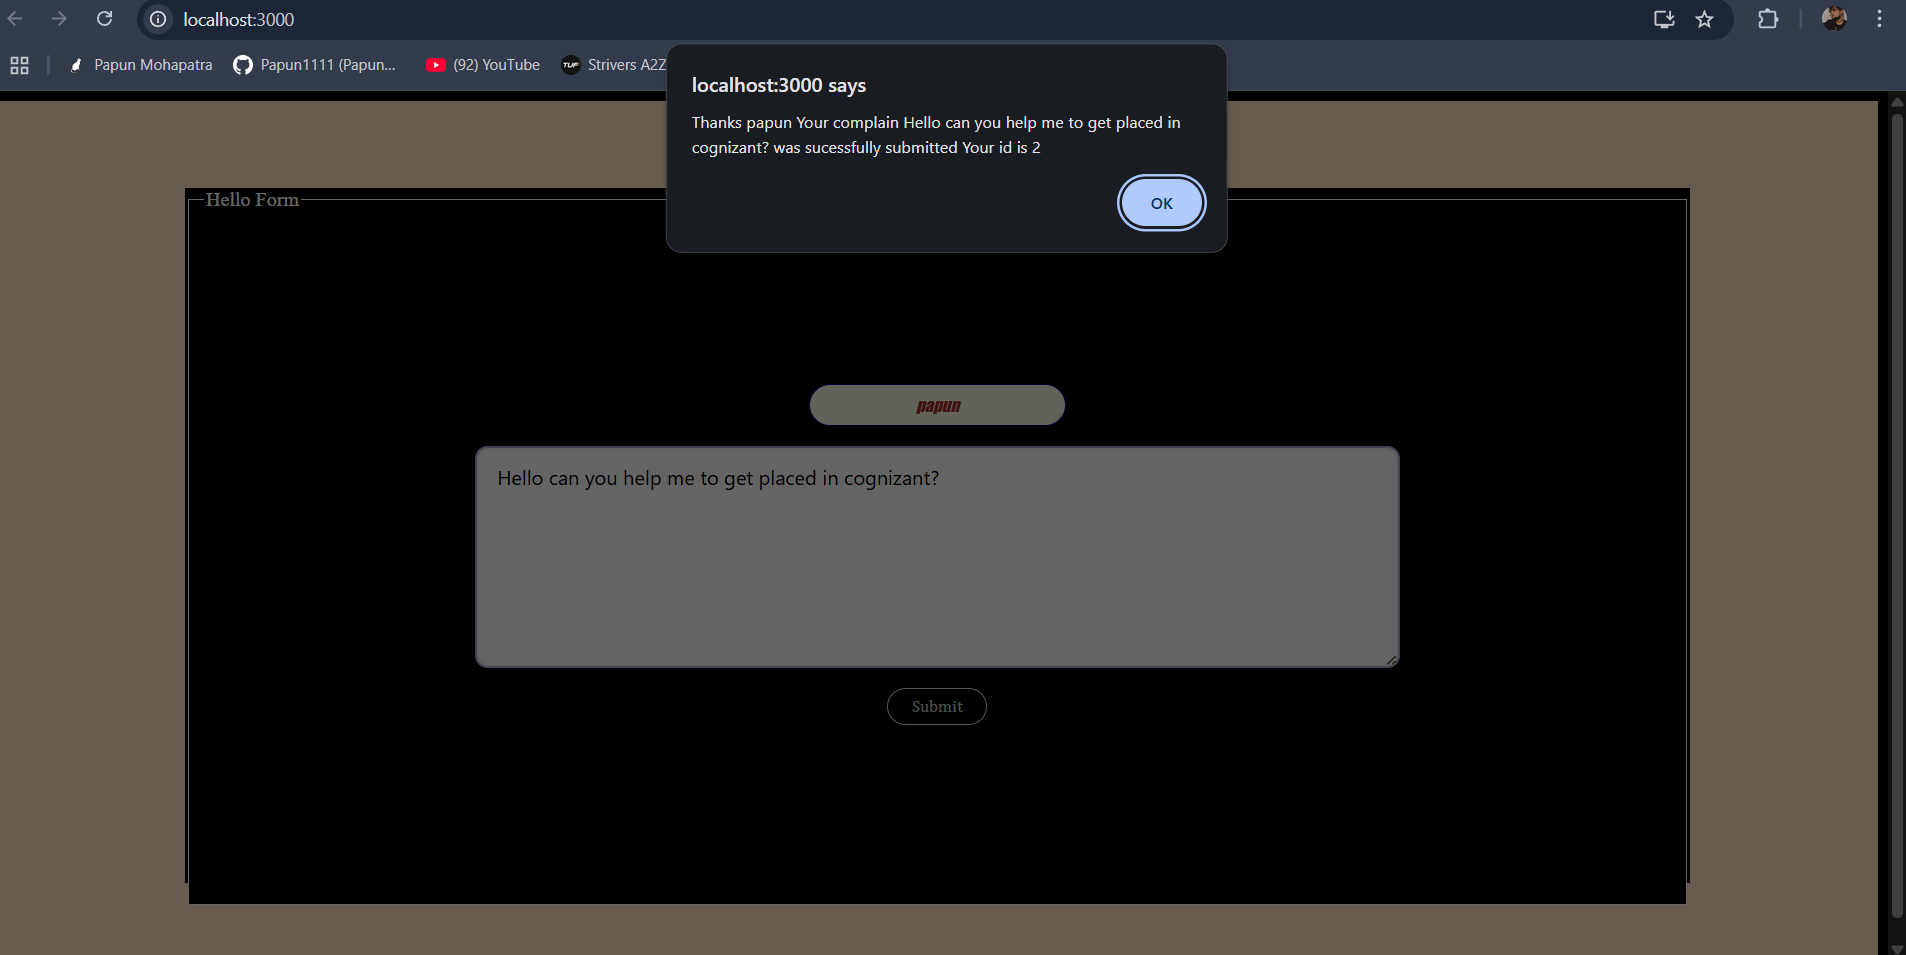 localhost:3000
Papun Mohapatra
Papun1111 (Papun...
(92) YouTube
TUF
Strivers A2Z
localhost:3000 says
Thanks papun Your complain Hello can you help me to get placed in
cognizant? was sucessfully submitted Your id is 2
OK
Hello Form
papun
Hello can you help me to get placed in cognizant?
Submit